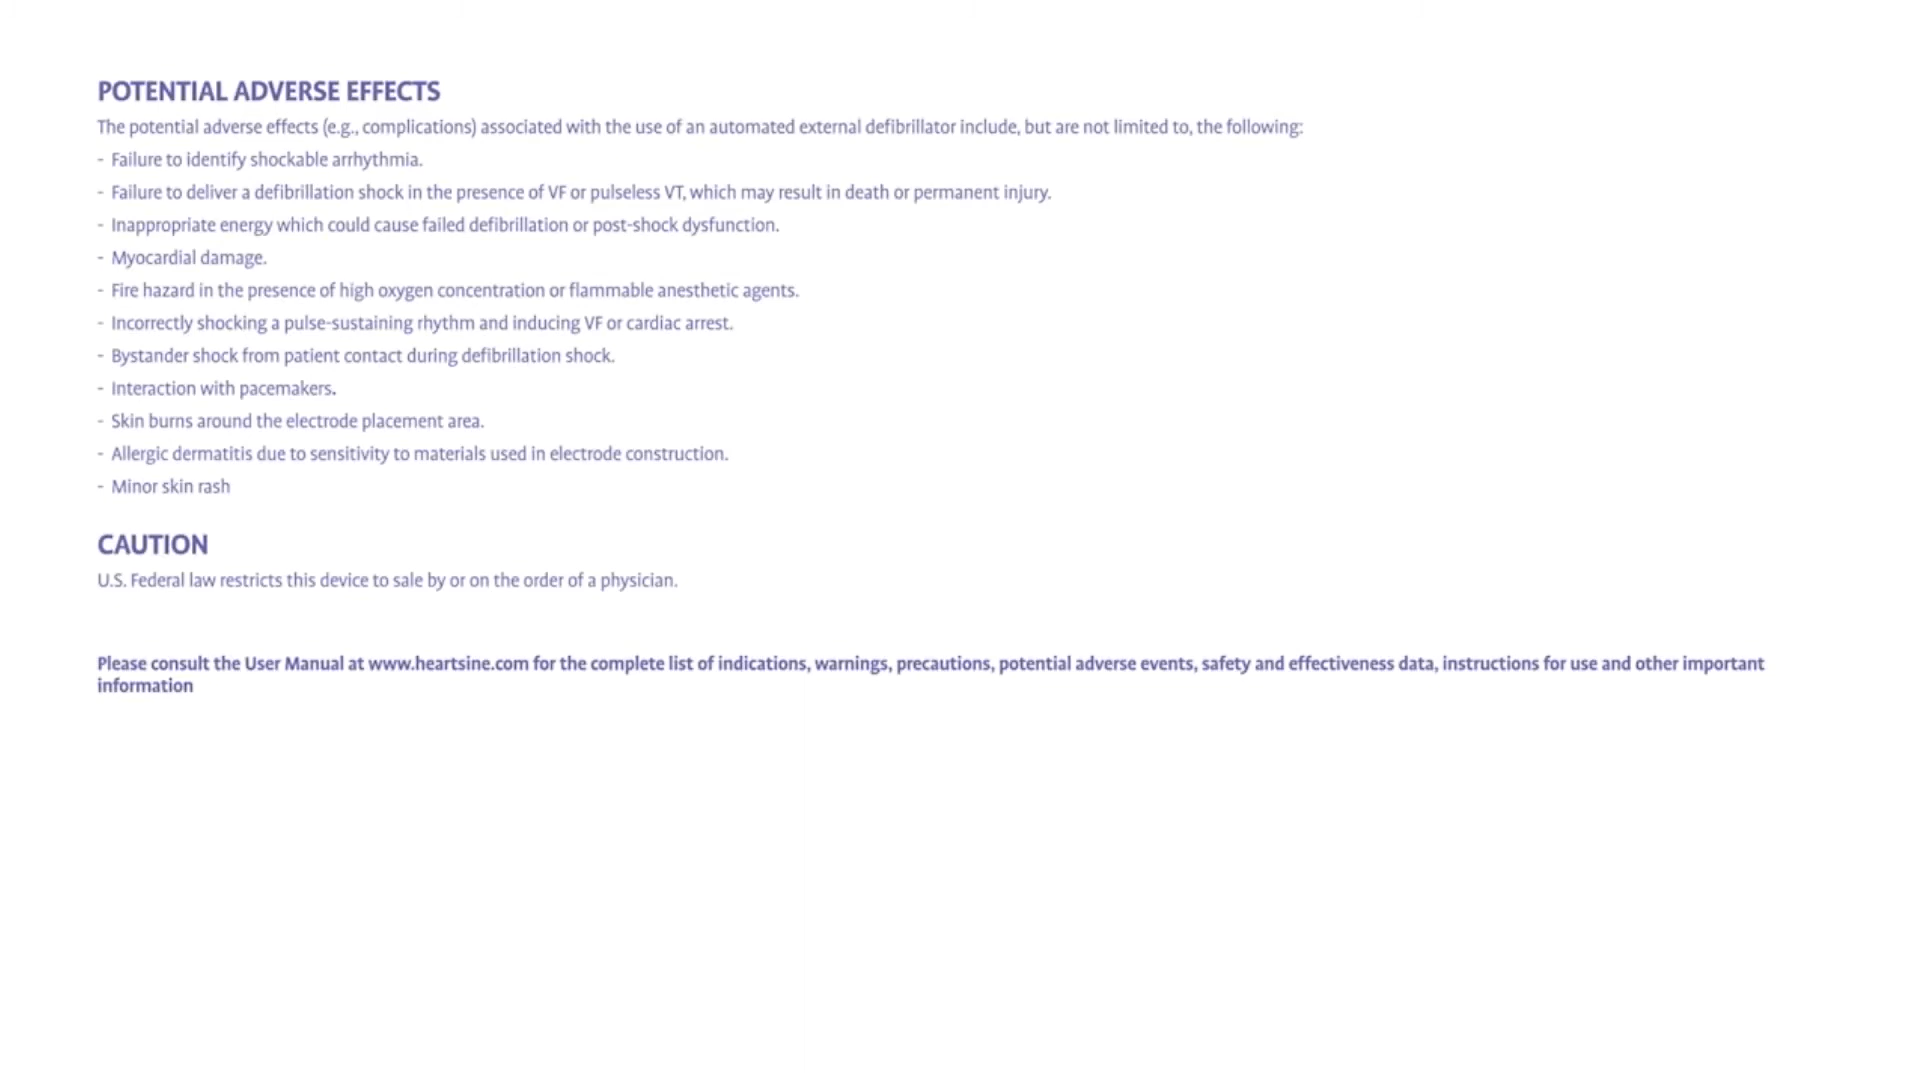 POTENTIAL ADVERSE EFFECTS
The potential adverse effects (e.g., complications) associated with the use of an automated external defibrillator include, but are not limited to, the following:
- Failure to identify shockable arrhythmia.
- Failure to deliver a defibrillation shock in the presence of VF or pulseless VT, which may result in death or permanent injury.
- Inappropriate energy which could cause failed defibrillation or post-shock dysfunction.
- Myocardial damage.
- Fire hazard in the presence of high oxygen concentration or flammable anesthetic agents.
- Incorrectly shocking a pulse-sustaining rhythm and inducing VF or cardiac arrest.
- Bystander shock from patient contact during defibrillation shock.
- Interaction with pacemakers.
- Skin burns around the electrode placement area.
- Allergic dermatitis due to sensitivity to materials used in electrode construction.
- Minor skin rash
CAUTION
U.S. Federal law restricts this device to sale by or on the order of a physician.
Please consult the User Manual at www.heartsine.com for the complete list of indications, warnings, precautions, potential adverse events, safety and effectiveness data, instructions for use and other important
information